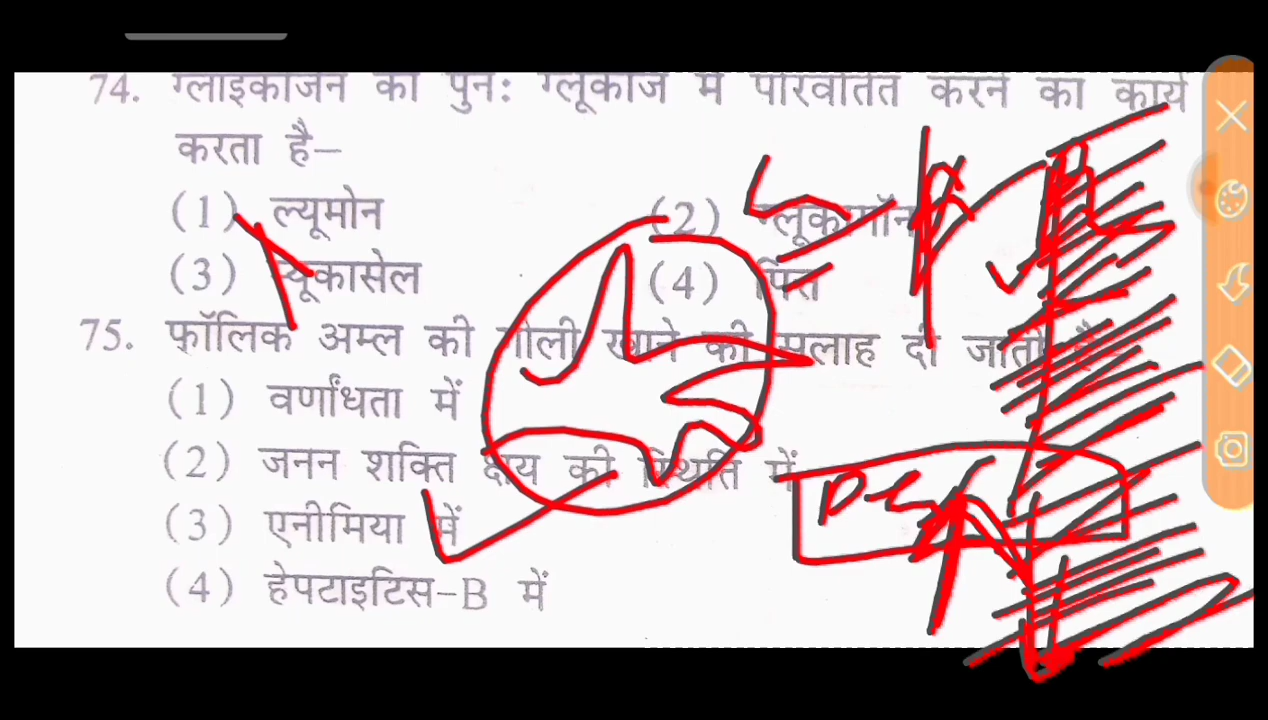 74. ग्लाइकोजन को पुनः ग्लूकोज में परिवर्तित करने का कार्य
करता है–
(1) ल्यूमोन (2) ग्लूकागॉन
(3) ल्यूकोसेल (4) पित्त
75. फॉलिक अम्ल की गोली खाने की सलाह दी जाती है–
(1) वर्णांधता में
(2) जनन शक्ति क्षय की स्थिति में
(3) एनीमिया में
(4) हेपटाइटिस–B में